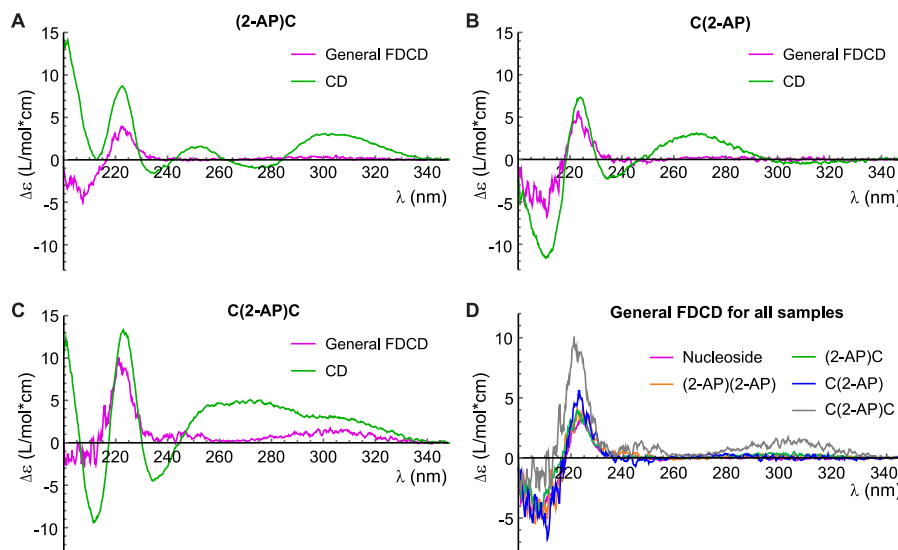 A
(2-AP)C
General FDCD
CD
Δε (L/mol*cm)
15
10
5
0
-5
-10
220
260
280
300
320
340
λ (nm)
B
C(2-AP)
General FDCD
CD
Δε (L/mol*cm)
15
10
5
0
-5
-10
220
260
280
300
320
340
λ (nm)
C
C(2-AP)C
General FDCD
CD
Δε (L/mol*cm)
15
10
5
0
-5
-10
220
260
280
300
320
340
λ (nm)
D
General FDCD for all samples
Nucleoside
(2-AP)C
(2-AP)(2-AP)
C(2-AP)
C(2-AP)C
Δε (L/mol*cm)
10
5
0
-5
220
240
260
280
300
320
340
λ (nm)